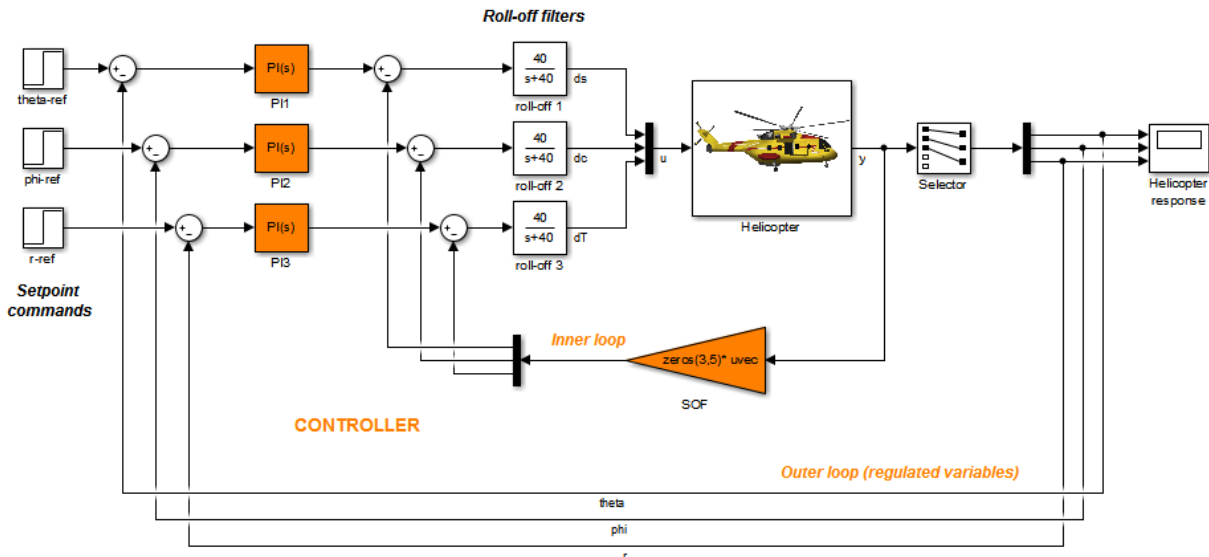 Roll-off filters
+
-
PI(s)
40
s+40
ds
theta-ref
PI1
roll-off 1
+
-
PI(s)
+
-
40
s+40
dc
u
y
phi-ref
PI2
roll-off 2
Selector
Helicopter
response
+
-
PI(s)
+
-
40
s+40
dT
Helicopter
r-ref
PI3
roll-off 3
+
-
Setpoint
commands
Inner loop
zeros(3,5)* uvec
SOF
CONTROLLER
Outer loop (regulated variables)
theta
phi
r